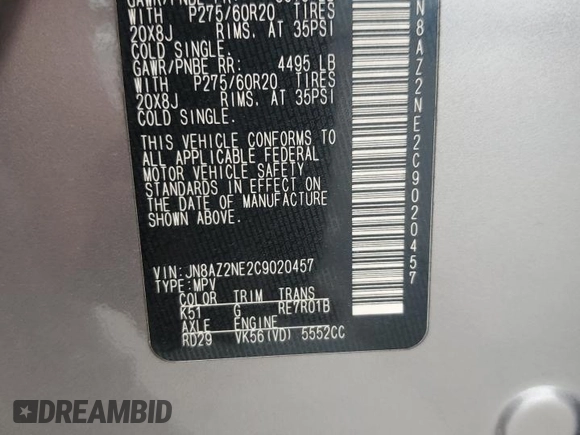 WITH P275/60R20 TIRES
20X8J RIMS, AT 35PSI
COLD SINGLE.
GAWR/PNBE RR: 4495 LB
WITH P275/60R20 TIRES
20X8J RIMS, AT 35PSI
COLD SINGLE.
THIS VEHICLE CONFORMS TO
ALL APPLICABLE FEDERAL
MOTOR VEHICLE SAFETY
STANDARDS IN EFFECT ON
THE DATE OF MANUFACTURE
SHOWN ABOVE.
VIN:JN8AZ2NE2C9020457
TYPE:MPV
COLOR TRIM TRANS
K51 G RE7R01B
AXLE ENGINE
RD29 VK56(VD) 5552CC
N8AZ2NE2C9020457
DREAMBID